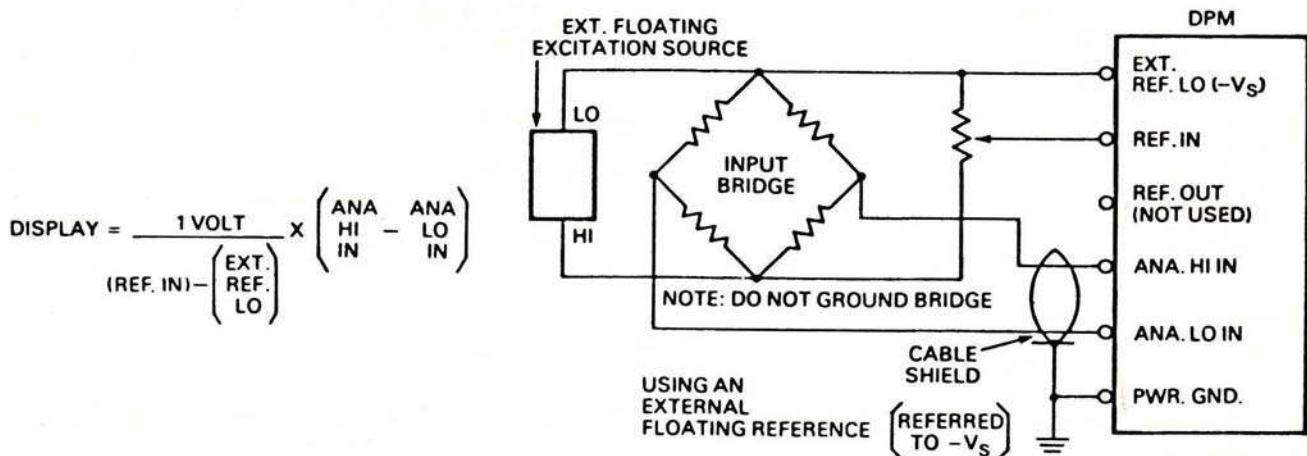 EXT. FLOATING
EXCITATION SOURCE
LO
HI
INPUT
BRIDGE
NOTE: DO NOT GROUND BRIDGE
DPM
EXT.
REF. LO (–VS)
REF. IN
REF. OUT
(NOT USED)
ANA. HI IN
ANA. LO IN
PWR. GND.
CABLE
SHIELD
DISPLAY = 1 VOLT / (REF. IN) – (EXT. REF. LO) X (ANA HI IN – ANA LO IN)
USING AN
EXTERNAL
FLOATING REFERENCE (REFERRED TO –VS)